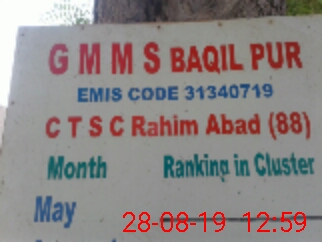 G M M S BAQIL PUR
EMIS CODE 31340719
C T S C Rahim Abad (88)
Month Ranking in Cluster
May
28-08-19 12:59